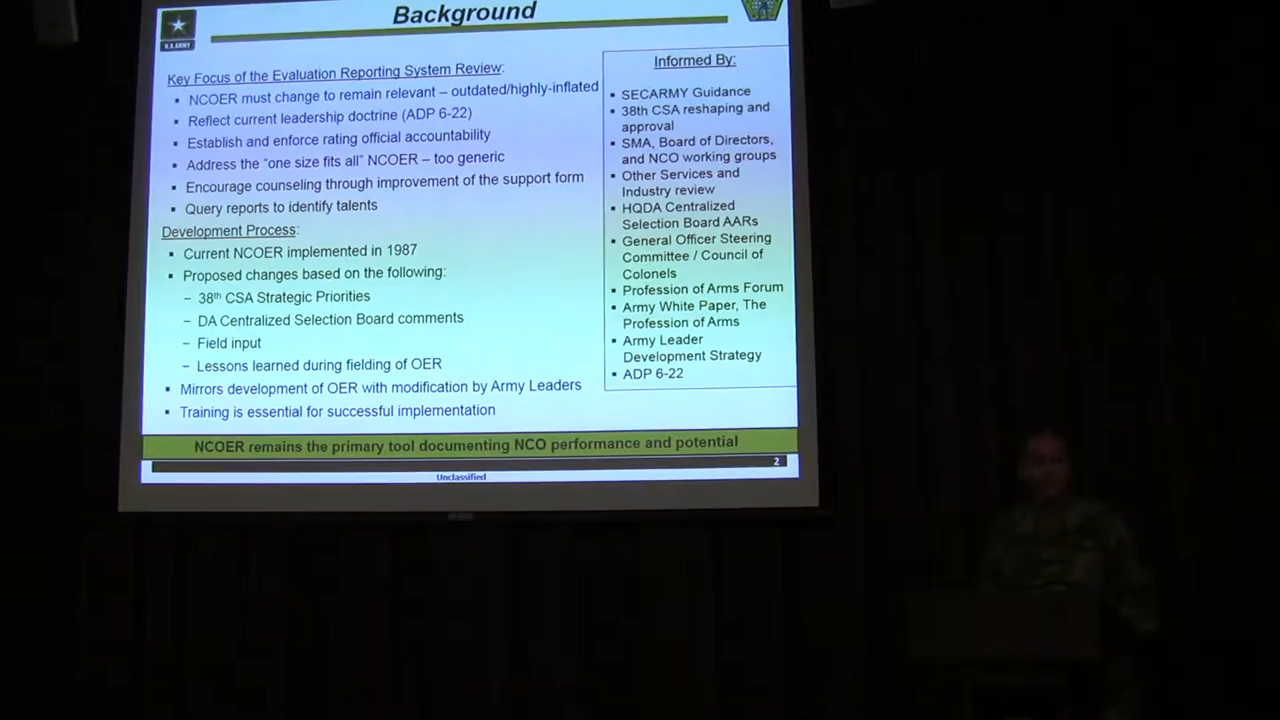 Background
U.S.ARMY
Key Focus of the Evaluation Reporting System Review:
▪ NCOER must change to remain relevant – outdated/highly-inflated
▪ Reflect current leadership doctrine (ADP 6-22)
▪ Establish and enforce rating official accountability
▪ Address the “one size fits all” NCOER – too generic
▪ Encourage counseling through improvement of the support form
▪ Query reports to identify talents
Development Process:
▪ Current NCOER implemented in 1987
▪ Proposed changes based on the following:
– 38th CSA Strategic Priorities
– DA Centralized Selection Board comments
– Field input
– Lessons learned during fielding of OER
▪ Mirrors development of OER with modification by Army Leaders
▪ Training is essential for successful implementation
Informed By:
▪ SECARMY Guidance
▪ 38th CSA reshaping and
approval
▪ SMA, Board of Directors,
and NCO working groups
▪ Other Services and
Industry review
▪ HQDA Centralized
Selection Board AARs
▪ General Officer Steering
Committee / Council of
Colonels
▪ Profession of Arms Forum
▪ Army White Paper, The
Profession of Arms
▪ Army Leader
Development Strategy
▪ ADP 6-22
NCOER remains the primary tool documenting NCO performance and potential
2
Unclassified